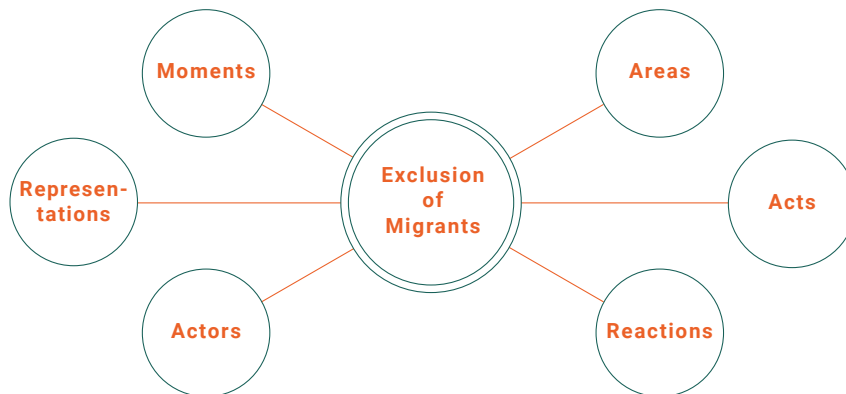 Moments
Areas
Represen-
tations
Exclusion
of
Migrants
Acts
Actors
Reactions